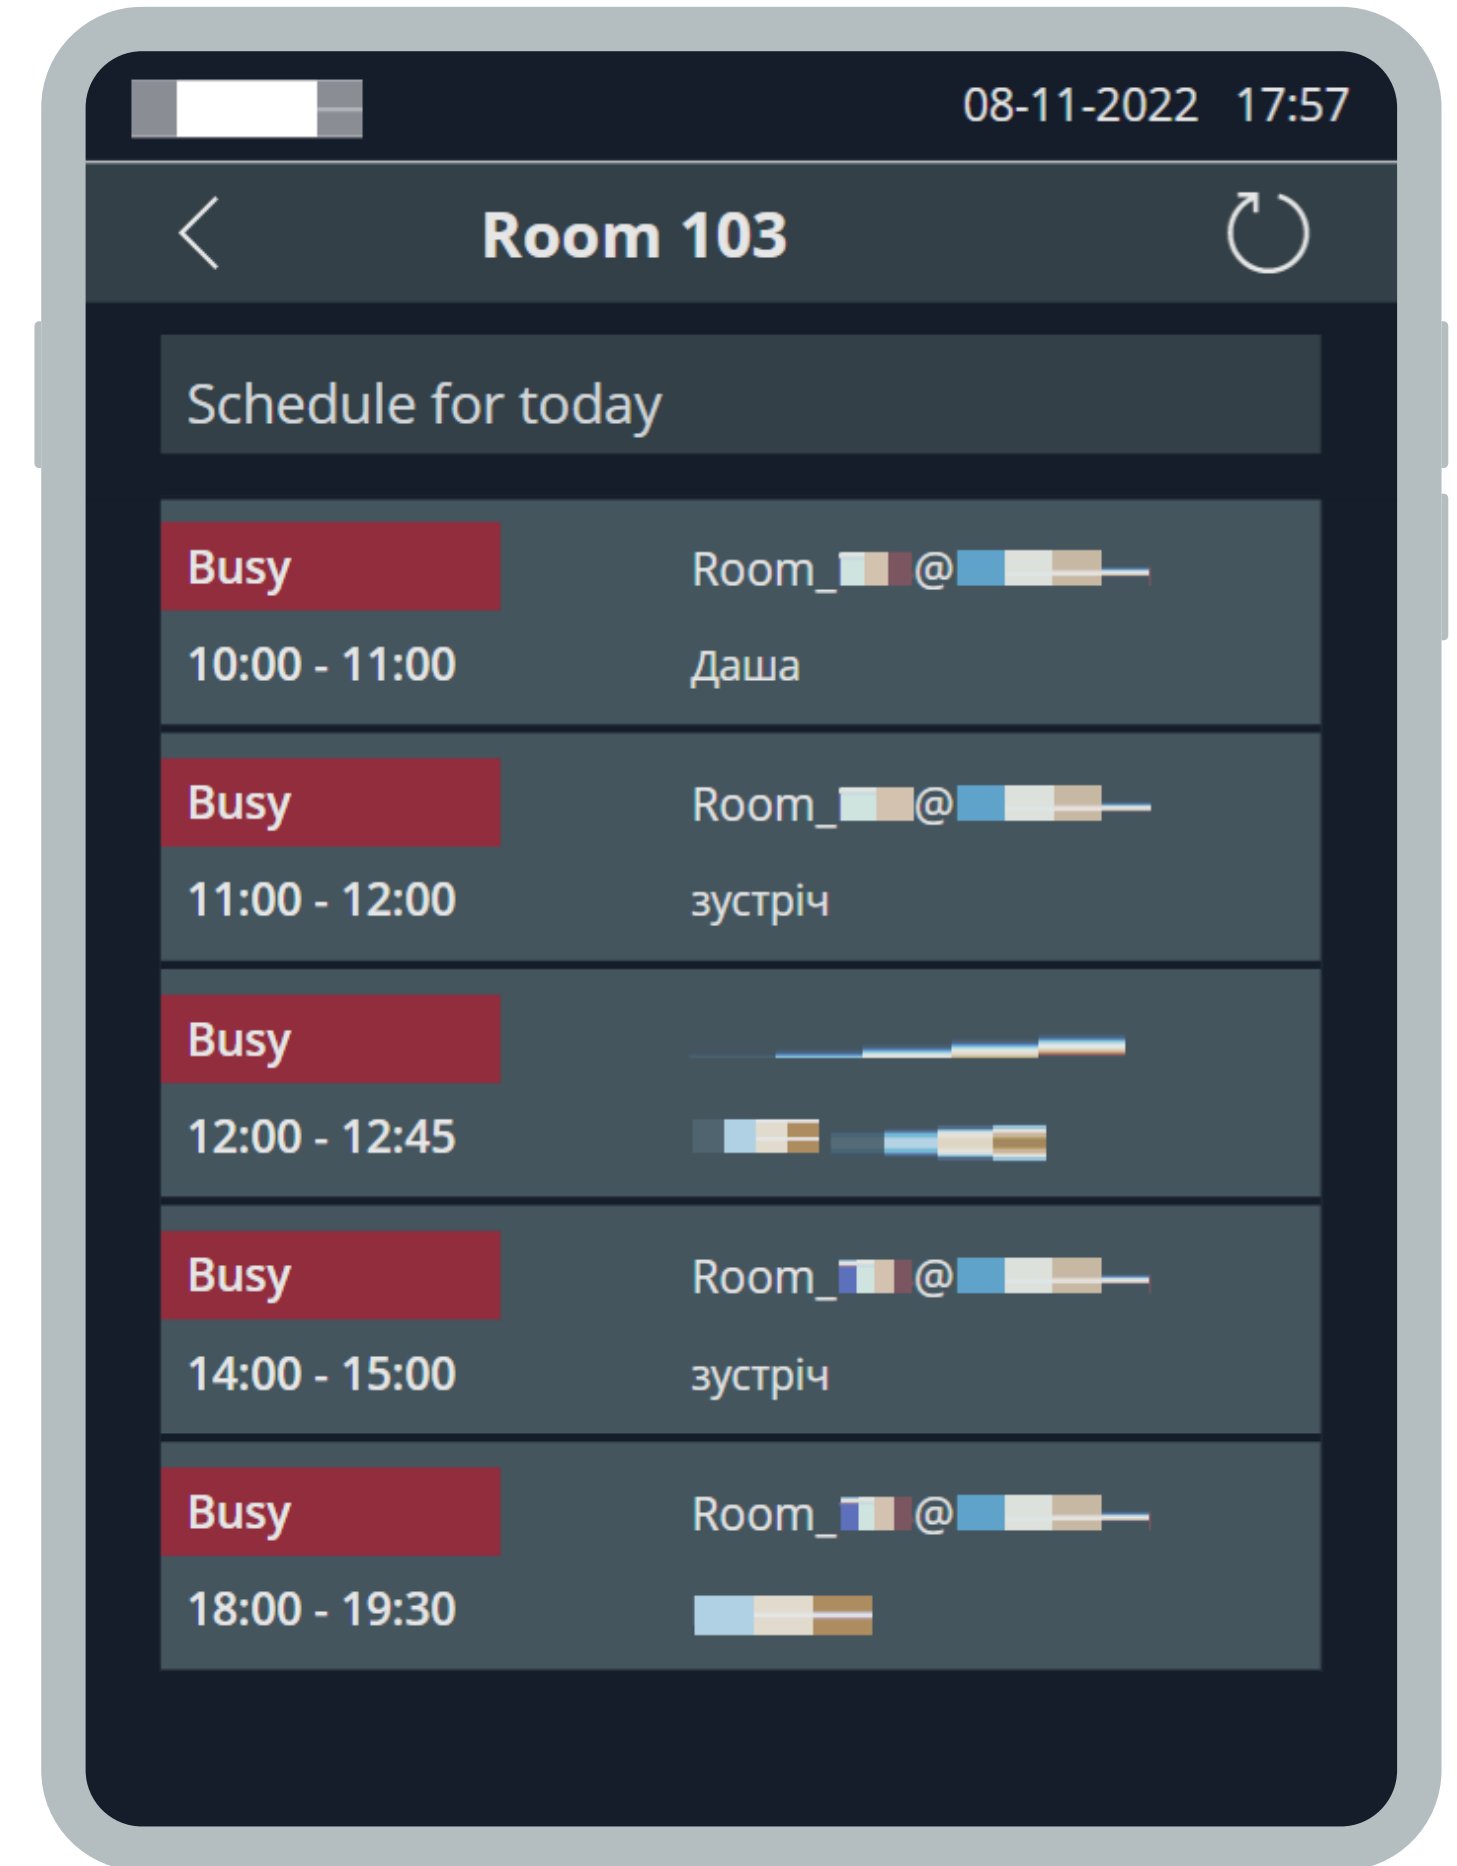 08-11-2022 17:57
Room 103
Schedule for today
Busy
Room_ @
10:00 - 11:00
Даша
Busy
Room_ @
11:00 - 12:00
зустріч
Busy
12:00 - 12:45
Busy
Room_ @
14:00 - 15:00
зустріч
Busy
Room_ @
18:00 - 19:30